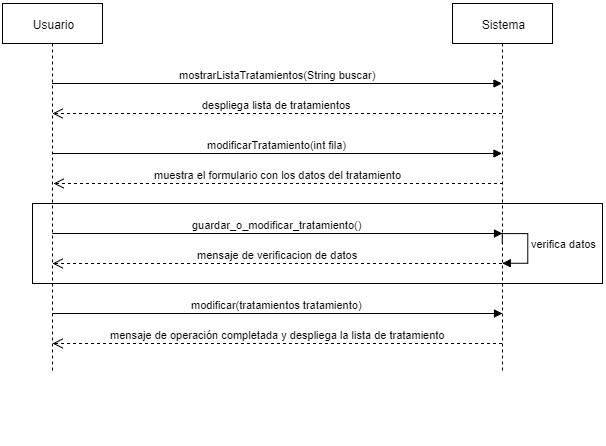 Usuario
Sistema
mostrarListaTratamientos(String buscar)
despliega lista de tratamientos
modificarTratamiento(int fila)
muestra el formulario con los datos del tratamiento
guardar_o_modificar_tratamiento()
verifica datos
mensaje de verificacion de datos
modificar(tratamientos tratamiento)
mensaje de operación completada y despliega la lista de tratamiento